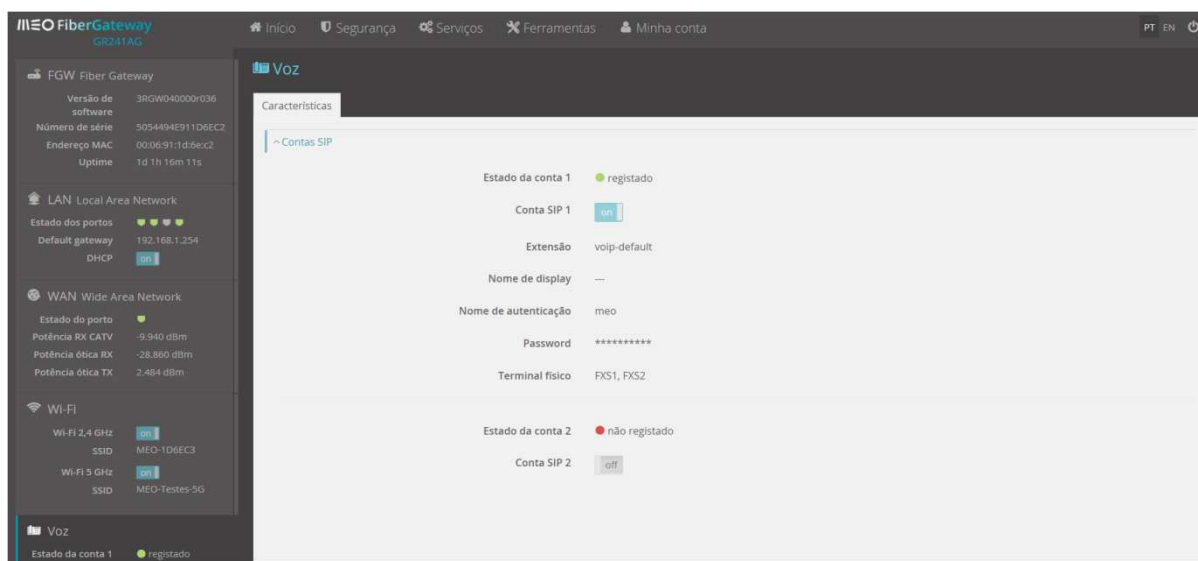 MEO FiberGateway
GR241AG
Início Segurança Serviços Ferramentas Minha conta
PT EN
FGW Fiber Gateway
Versão de software 3RGW040000r036
Número de série 5054494E911D6EC2
Endereço MAC 00:06:91:1d:6e:c2
Uptime 1d 1h 16m 11s
LAN Local Area Network
Estado dos portos
Default gateway 192.168.1.254
DHCP on
WAN Wide Area Network
Estado do porto
Potência RX CATV -9.940 dBm
Potência ótica RX -28.860 dBm
Potência ótica TX 2.484 dBm
Wi-Fi
Wi-Fi 2,4 GHz on
SSID MEO-1D6EC3
Wi-Fi 5 GHz on
SSID MEO-Testes-5G
Voz
Estado da conta 1 registado
Voz
Características
Contas SIP
Estado da conta 1 registado
Conta SIP 1 on
Extensão voip-default
Nome de display ---
Nome de autenticação meo
Password **********
Terminal físico FXS1, FXS2
Estado da conta 2 não registado
Conta SIP 2 off